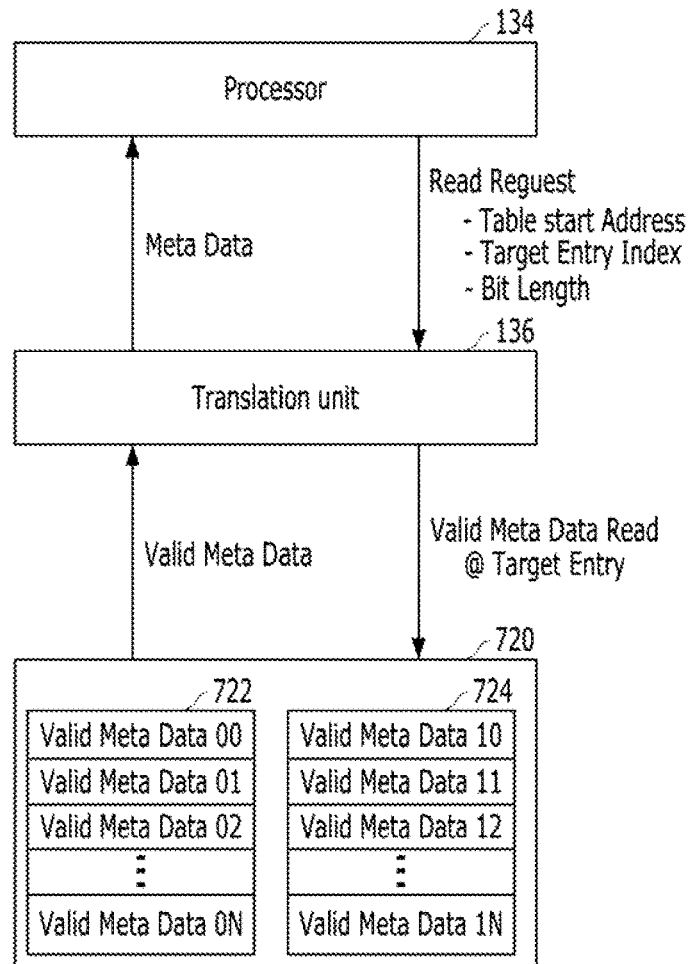 134
Processor
Read Reguest
- Table start Address
- Target Entry Index
- Bit Length
Meta Data
136
Translation unit
Valid Meta Data Read
@ Target Entry
Valid Meta Data
720
722
724
Valid Meta Data 00
Valid Meta Data 10
Valid Meta Data 01
Valid Meta Data 11
Valid Meta Data 02
Valid Meta Data 12
Valid Meta Data 0N
Valid Meta Data 1N